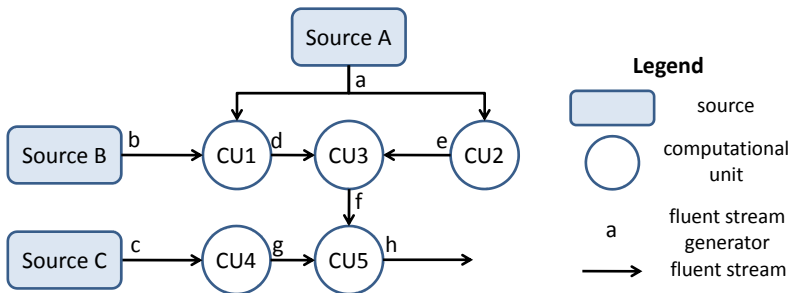 Source A
a
Legend
source
Source B
b
CU1
d
CU3
e
CU2
computational
unit
f
Source C
c
CU4
g
CU5
h
a
fluent stream
generator
fluent stream